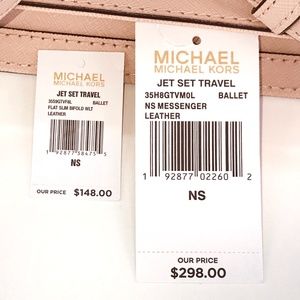 MICHAEL
MICHAEL KORS
JET SET TRAVEL
BALLET
FLAT SLIM BIFOLD WLT
LEATHER
NS
OUR PRICE $148.00
MICHAEL
MICHAEL KORS
JET SET TRAVEL
35H8GTVM0L BALLET
NS MESSENGER
LEATHER
1 92877 02260 2
NS
OUR PRICE
$298.00